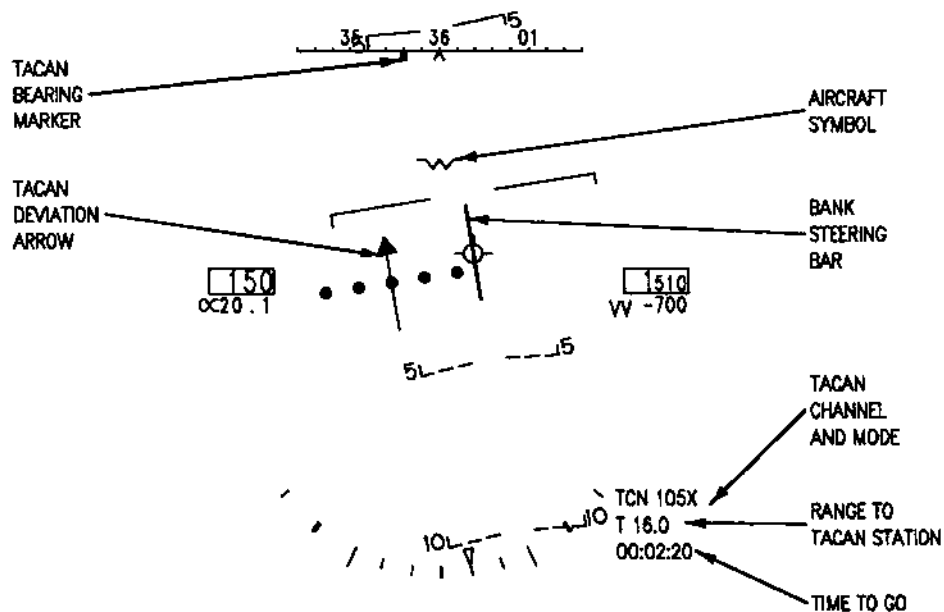 5
5
35 36 01
TACAN
BEARING
MARKER
AIRCRAFT
SYMBOL
TACAN
DEVIATION
ARROW
BANK
STEERING
BAR
150
α20.1
1510
VV -700
5 5
TACAN
CHANNEL
AND MODE
TCN 105X
10 10
T 16.0
00:02:20
RANGE TO
TACAN STATION
TIME TO GO